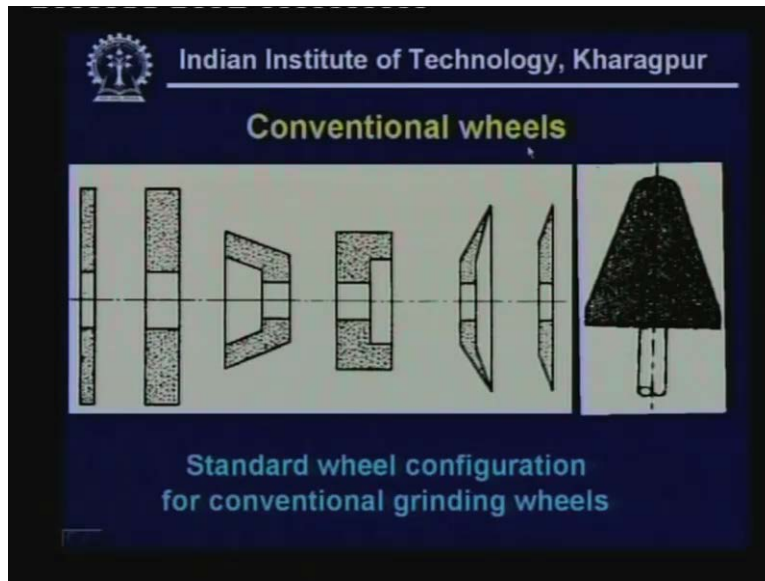 Indian Institute of Technology, Kharagpur
Conventional wheels
Standard wheel configuration
for conventional grinding wheels